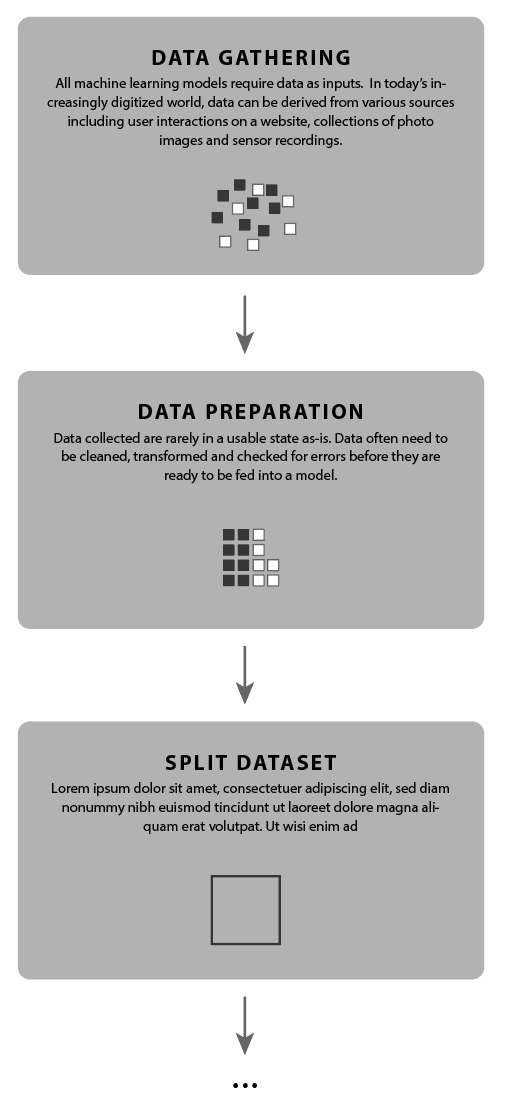 DATA GATHERING
All machine learning models require data as inputs.  In today's in-
creasingly digitized world, data can be derived from various sources
including user interactions on a website, collections of photo
images and sensor recordings.
DATA PREPARATION
Data collected are rarely in a usable state as-is. Data often need to
be cleaned, transformed and checked for errors before they are
ready to be fed into a model.
SPLIT DATASET
Lorem ipsum dolor sit amet, consectetuer adipiscing elit, sed diam
nonummy nibh euismod tincidunt ut laoreet dolore magna ali-
quam erat volutpat. Ut wisi enim ad
...